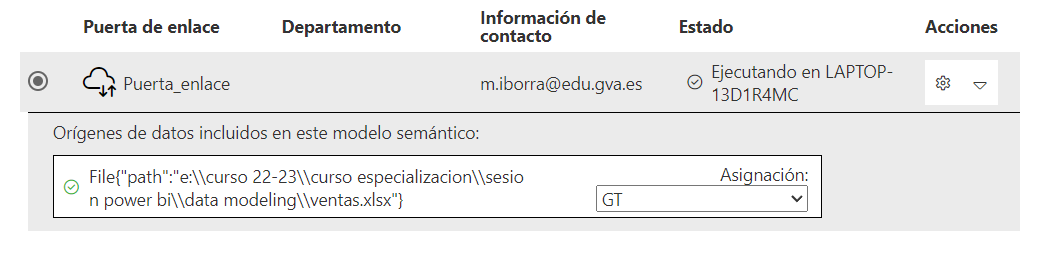 Puerta de enlace Departamento Información de contacto Estado Acciones
Puerta_enlace m.iborra@edu.gva.es Ejecutando en LAPTOP-
13D1R4MC
Orígenes de datos incluidos en este modelo semántico:
File{"path":"e:\\curso 22-23\\curso especializacion\\sesio
n power bi\\data modeling\\ventas.xlsx"}
Asignación:
GT